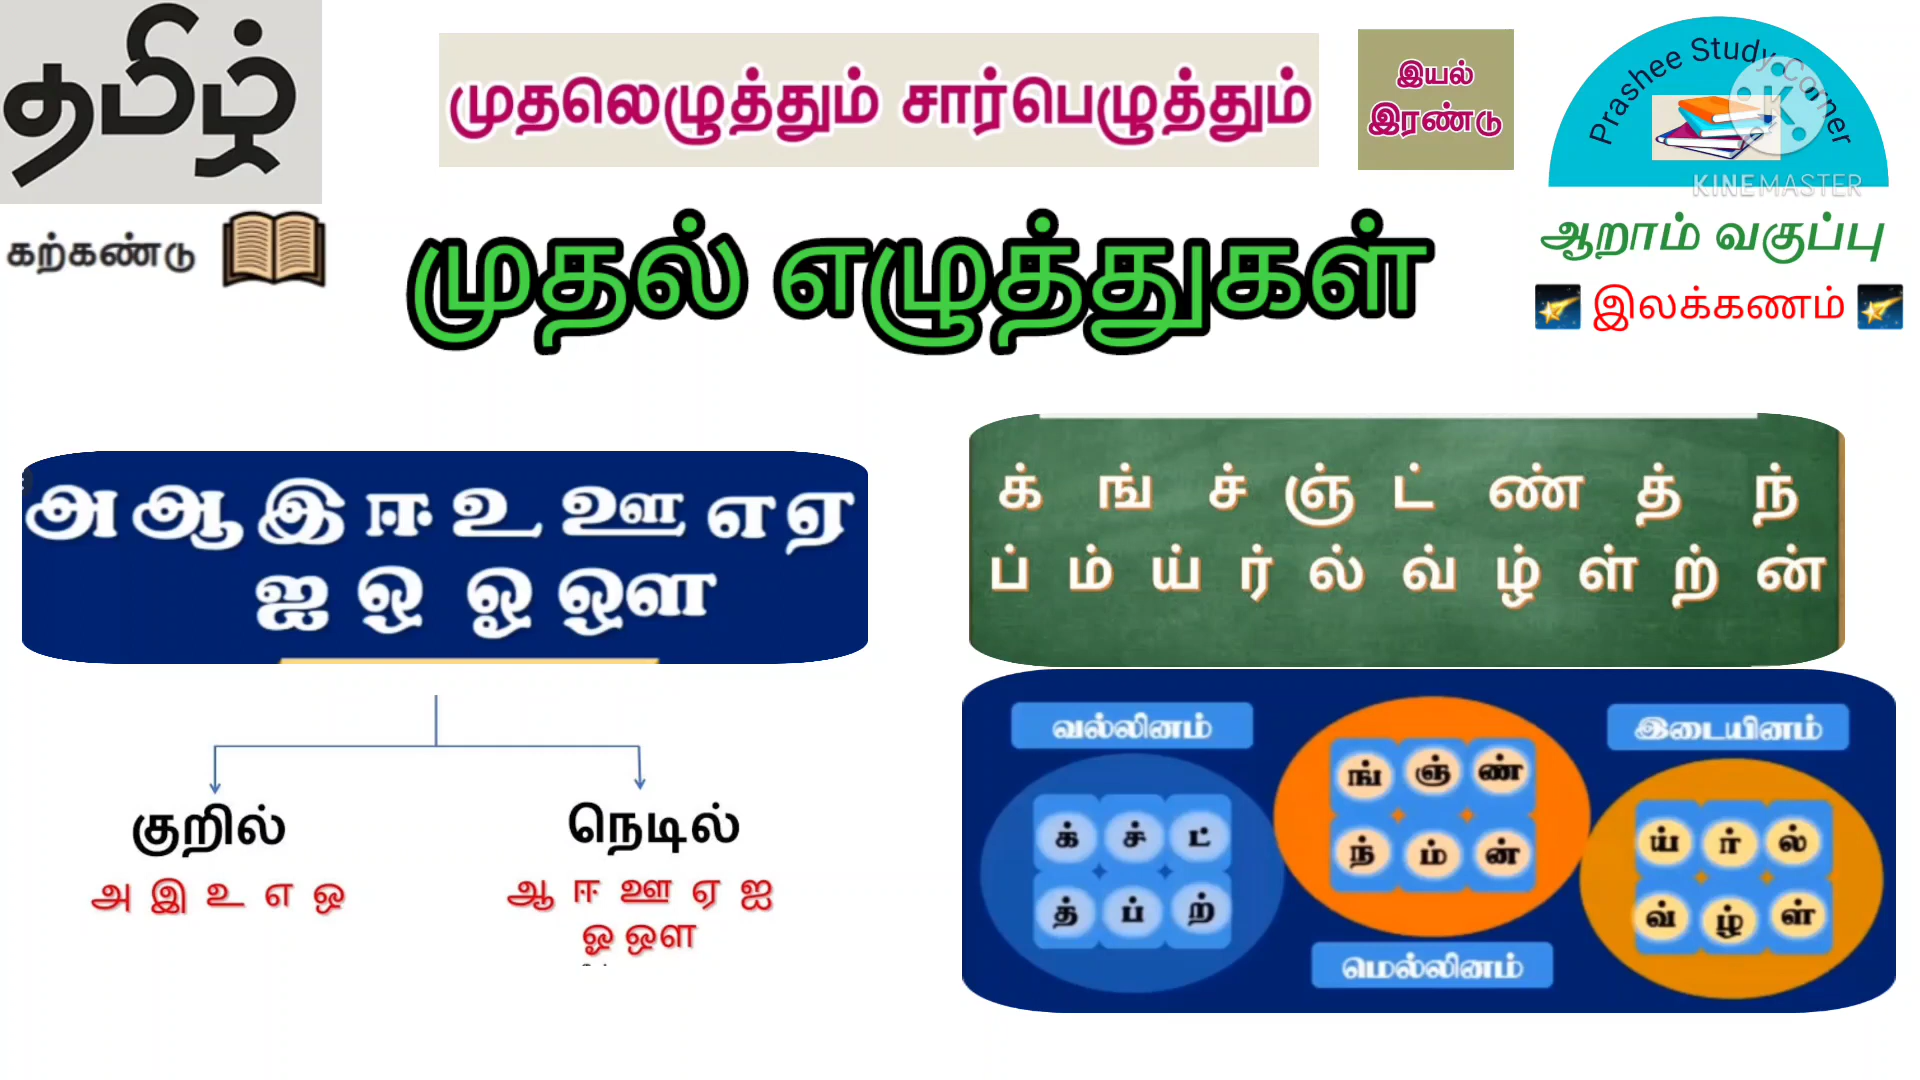 தமிழ்
முதலெழுத்தும் சார்பெழுத்தும்
இயல்
இரண்டு
Prashee Study Corner
KINEMASTER
கற்கண்டு
முதல் எழுத்துகள்
ஆறாம் வகுப்பு
இலக்கணம்
அ ஆ இ ஈ உ ஊ எ ஏ
ஐ ஒ ஓ ஔ
குறில்
அ இ உ எ ஒ
நெடில்
ஆ ஈ ஊ ஏ ஐ
ஓ ஔ
க் ங் ச் ஞ் ட் ண் த் ந்
ப் ம் ய் ர் ல் வ் ழ் ள் ற் ன்
வல்லினம்
க் ச் ட்
த் ப் ற்
ங் ஞ் ண்
ந் ம் ன்
மெல்லினம்
இடையினம்
ய் ர் ல்
வ் ழ் ள்